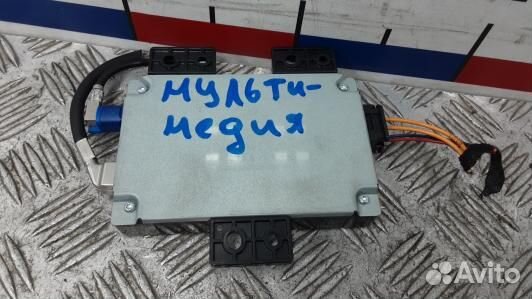 мульти-
медия
Avito